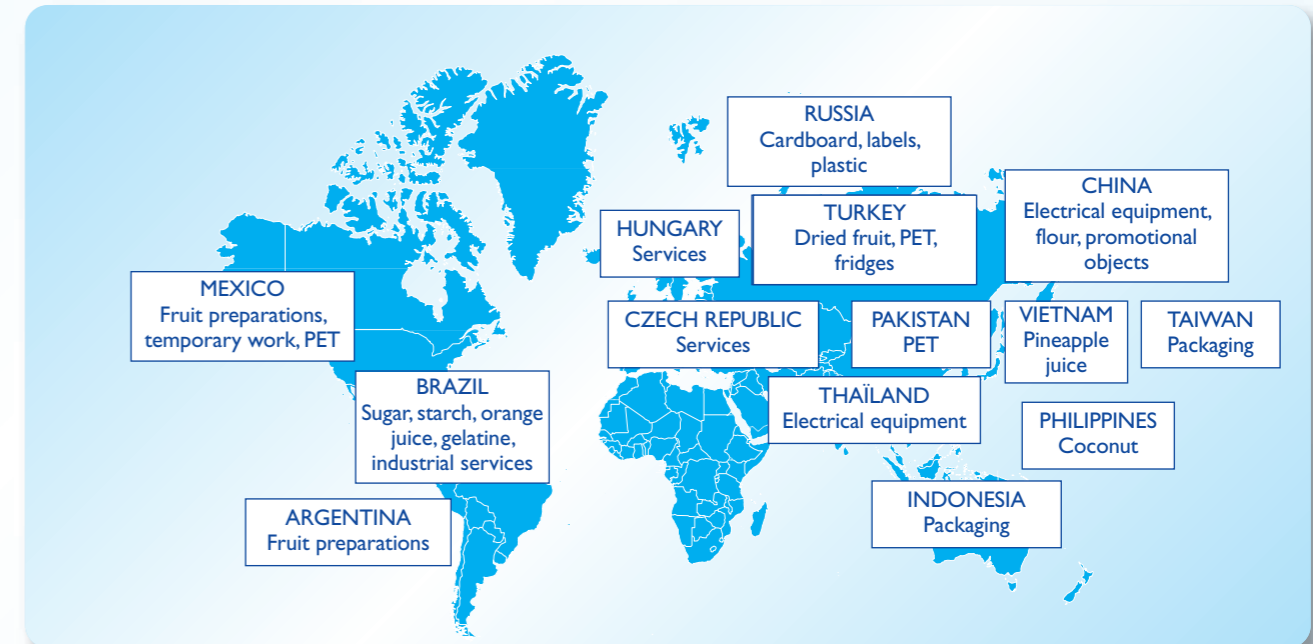 RUSSIA
Cardboard, labels,
plastic
CHINA
Electrical equipment,
flour, promotional
objects
TURKEY
Dried fruit, PET,
fridges
HUNGARY
Services
MEXICO
Fruit preparations,
temporary work, PET
CZECH REPUBLIC
Services
PAKISTAN
PET
VIETNAM
Pineapple
juice
TAIWAN
Packaging
BRAZIL
Sugar, starch, orange
juice, gelatine,
industrial services
THAÏLAND
Electrical equipment
PHILIPPINES
Coconut
INDONESIA
Packaging
ARGENTINA
Fruit preparations